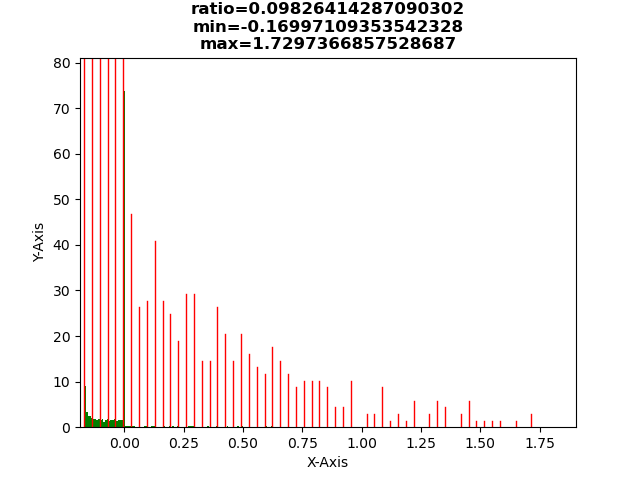 ratio=0.09826414287090302
min=-0.16997109353542328
max=1.7297366857528687
80
70
60
50
40
30
20
10
0
Y-Axis
0.00 0.25 0.50 0.75 1.00 1.25 1.50 1.75
X-Axis